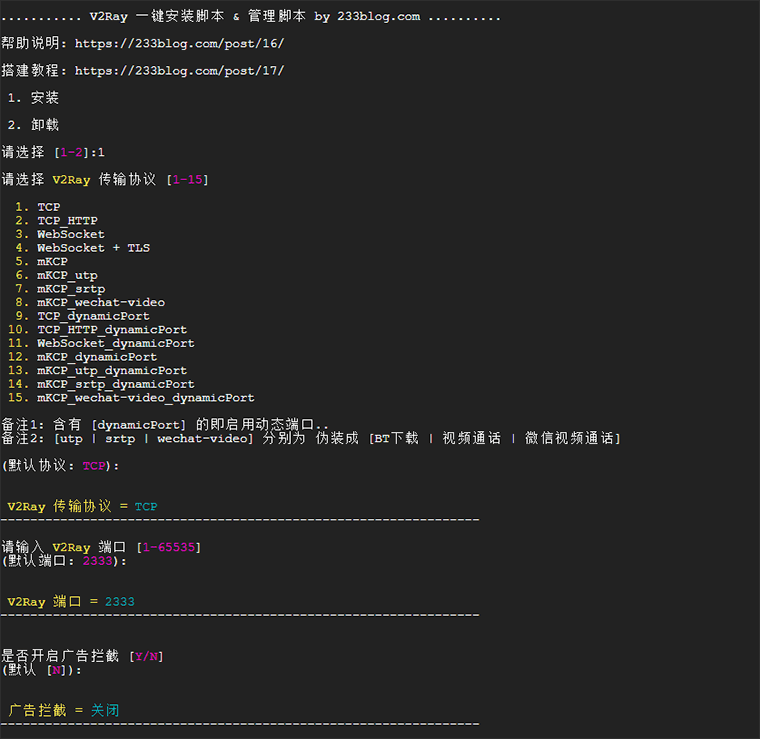 ........... V2Ray 一键安装脚本 & 管理脚本 by 233blog.com ..........
帮助说明: https://233blog.com/post/16/
搭建教程: https://233blog.com/post/17/
1. 安装
2. 卸载
请选择 [1-2]:1
请选择 V2Ray 传输协议 [1-15]
1. TCP
2. TCP_HTTP
3. WebSocket
4. WebSocket + TLS
5. mKCP
6. mKCP_utp
7. mKCP_srtp
8. mKCP_wechat-video
9. TCP_dynamicPort
10. TCP_HTTP_dynamicPort
11. WebSocket_dynamicPort
12. mKCP_dynamicPort
13. mKCP_utp_dynamicPort
14. mKCP_srtp_dynamicPort
15. mKCP_wechat-video_dynamicPort
备注1: 含有 [dynamicPort] 的即启用动态端口..
备注2: [utp | srtp | wechat-video] 分别为 伪装成 [BT下载 | 视频通话 | 微信视频通话]
(默认协议: TCP):
V2Ray 传输协议 = TCP
----------------------------------------------------------------
请输入 V2Ray 端口 [1-65535]
(默认端口: 2333):
V2Ray 端口 = 2333
----------------------------------------------------------------
是否开启广告拦截 [Y/N]
(默认 [N]):
广告拦截 = 关闭
----------------------------------------------------------------